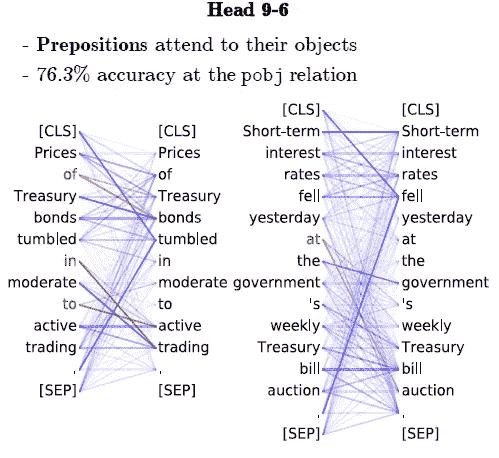 Head 9-6
- Prepositions attend to their objects
- 76.3% accuracy at the pobj relation
[CLS] [CLS]
Prices Prices
of of
Treasury Treasury
bonds bonds
tumbled tumbled
in in
moderate moderate
to to
active active
trading trading
. .
[SEP] [SEP]
[CLS] [CLS]
Short-term Short-term
interest interest
rates rates
fell fell
yesterday yesterday
at at
the the
government government
's 's
weekly weekly
Treasury Treasury
bill bill
auction auction
. .
[SEP] [SEP]